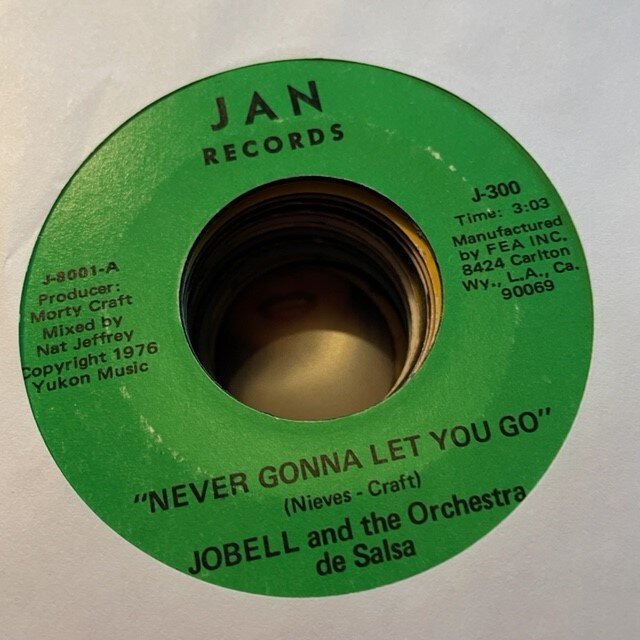 JAN
RECORDS
J-8001-A
Producer:
Morty Craft
Mixed by
Nat Jeffrey
Copyright 1976
Yukon Music
J-300
Time: 3:03
Manufactured
by FEA INC.
8424 Carlton
Wy., L.A., Ca.
90069
"NEVER GONNA LET YOU GO"
(Nieves - Craft)
JOBELL and the Orchestra
de Salsa